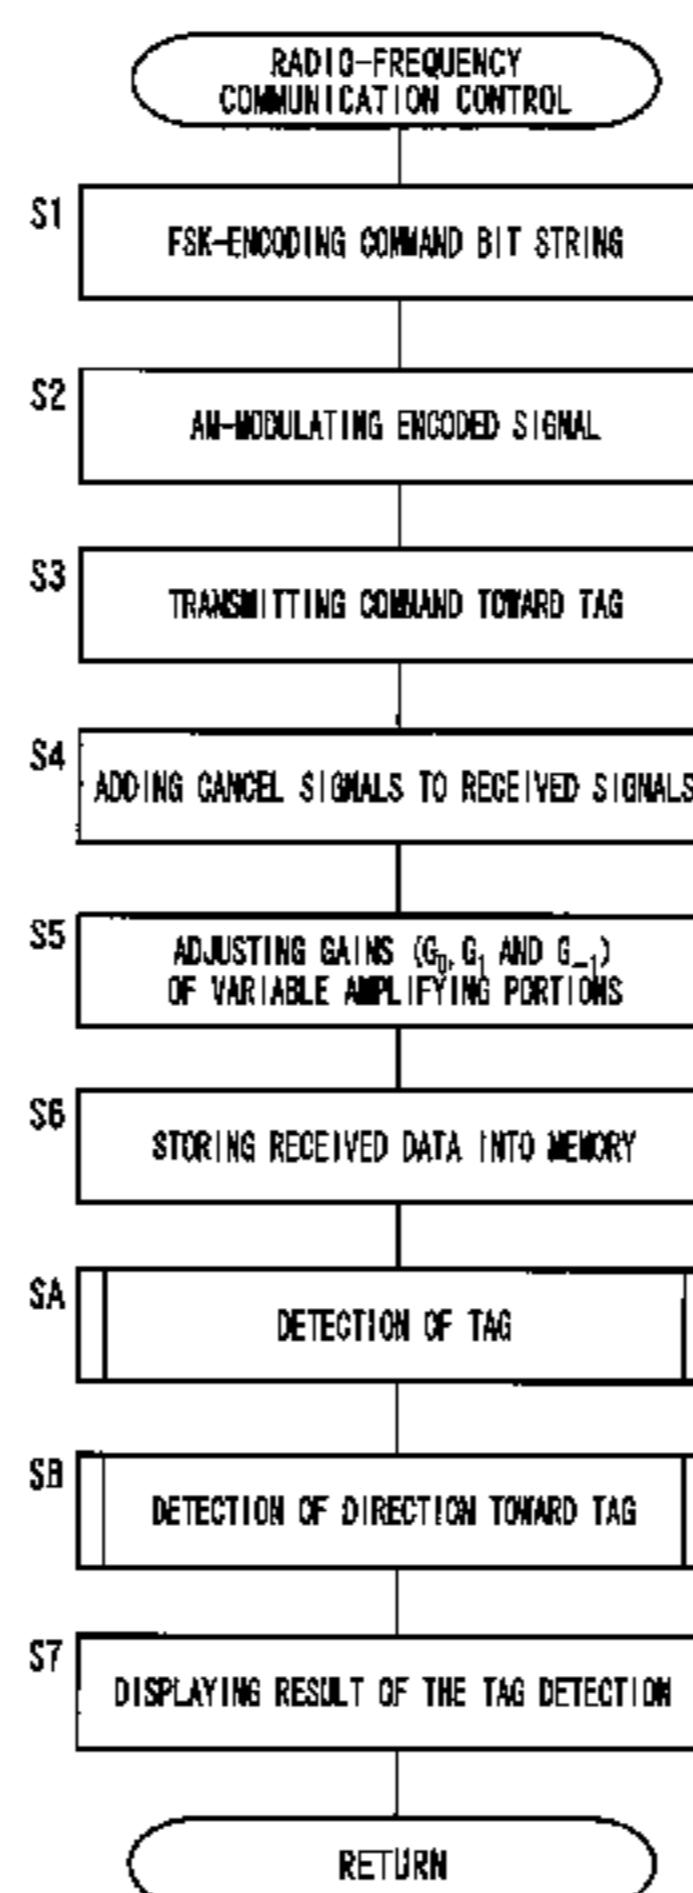 RADIO-FREQUENCY
COMMUNICATION CONTROL
S1
FSK-ENCODING COMMAND BIT STRING
S2
AM-MODULATING ENCODED SIGNAL
S3
TRANSMITTING COMMAND TOWARD TAG
S4
ADDING CANCEL SIGNALS TO RECEIVED SIGNALS
S5
ADJUSTING GAINS (G₀, G₁ AND G₋₁)
OF VARIABLE AMPLIFYING PORTIONS
S6
STORING RECEIVED DATA INTO MEMORY
SA
DETECTION OF TAG
SB
DETECTION OF DIRECTION TOWARD TAG
S7
DISPLAYING RESULT OF THE TAG DETECTION
RETURN